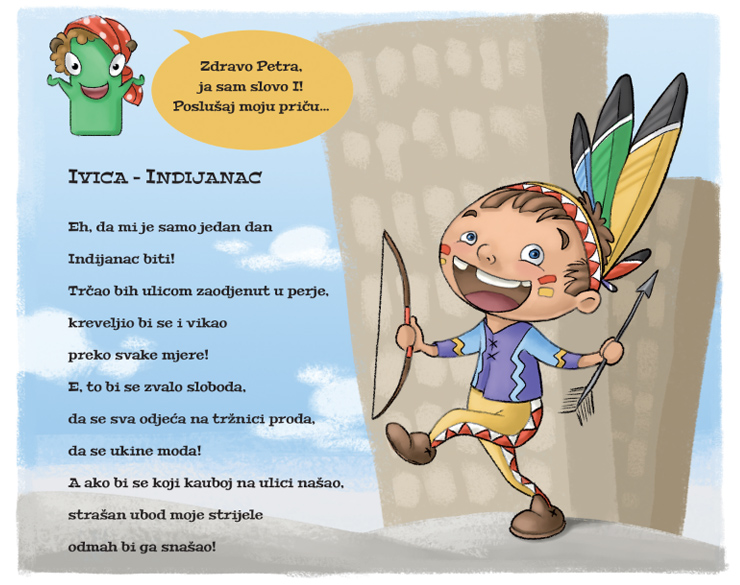 Zdravo Petra,
ja sam slovo I!
Poslušaj moju priču...
Ivica - Indijanac
Eh, da mi je samo jedan dan
Indijanac biti!
Trčao bih ulicom zaodjenut u perje,
kreveljio bi se i vikao
preko svake mjere!
E, to bi se zvalo sloboda,
da se sva odjeća na tržnici proda,
da se ukine moda!
A ako bi se koji kauboj na ulici našao,
strašan ubod moje strijele
odmah bi ga snašao!